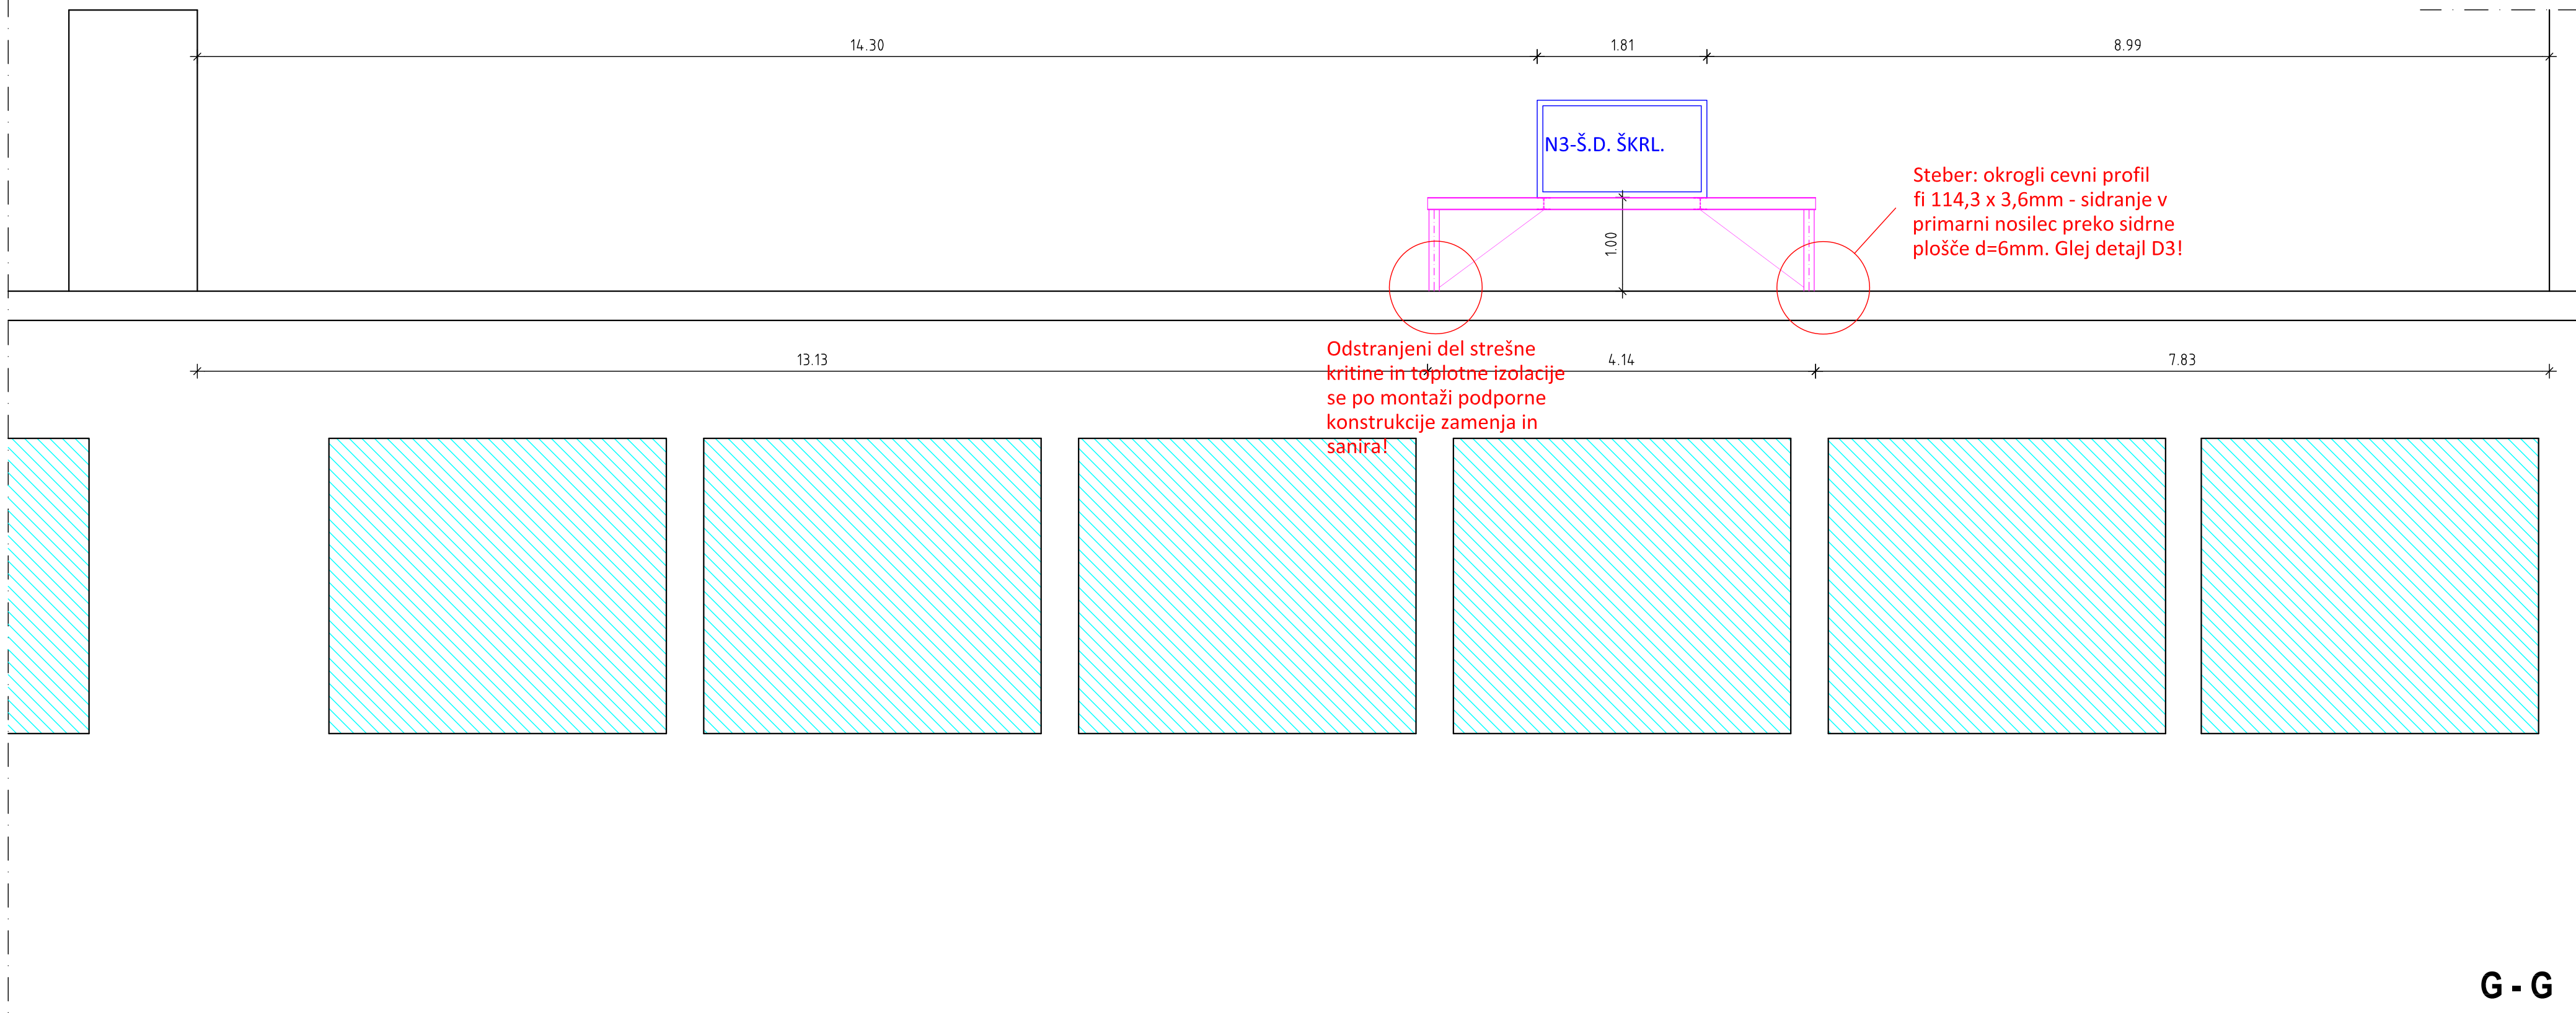 14.30
1.81
8.99
N3-Š.D. ŠKRL.
Steber: okrogli cevni profil
fi 114,3 x 3,6mm - sidranje v
primarni nosilec preko sidrne
plošče d=6mm. Glej detajl D3!
1.00
13.13
4.14
7.83
Odstranjeni del strešne
kritine in toplotne izolacije
se po montaži podporne
konstrukcije zamenja in
sanira!
G - G